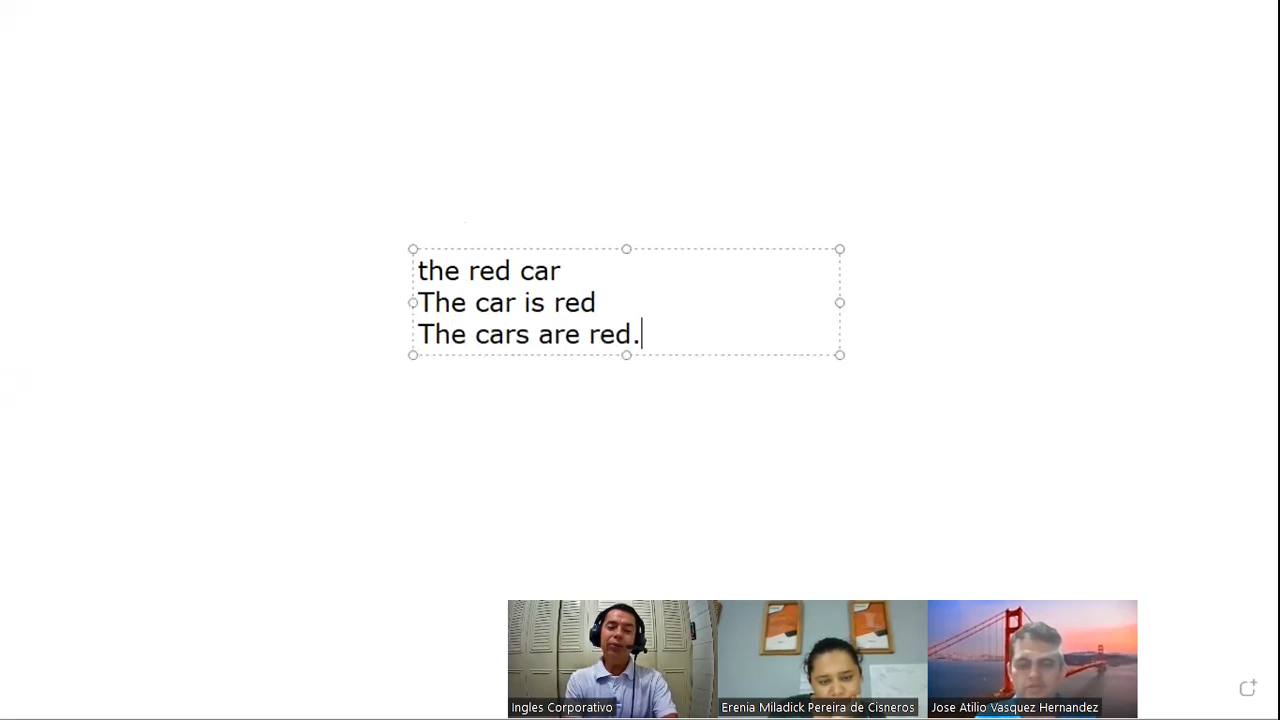 the red car
The car is red
The cars are red.
Ingles Corporativo
Erenia Miladick Pereira de Cisneros
Jose Atilio Vasquez Hernandez